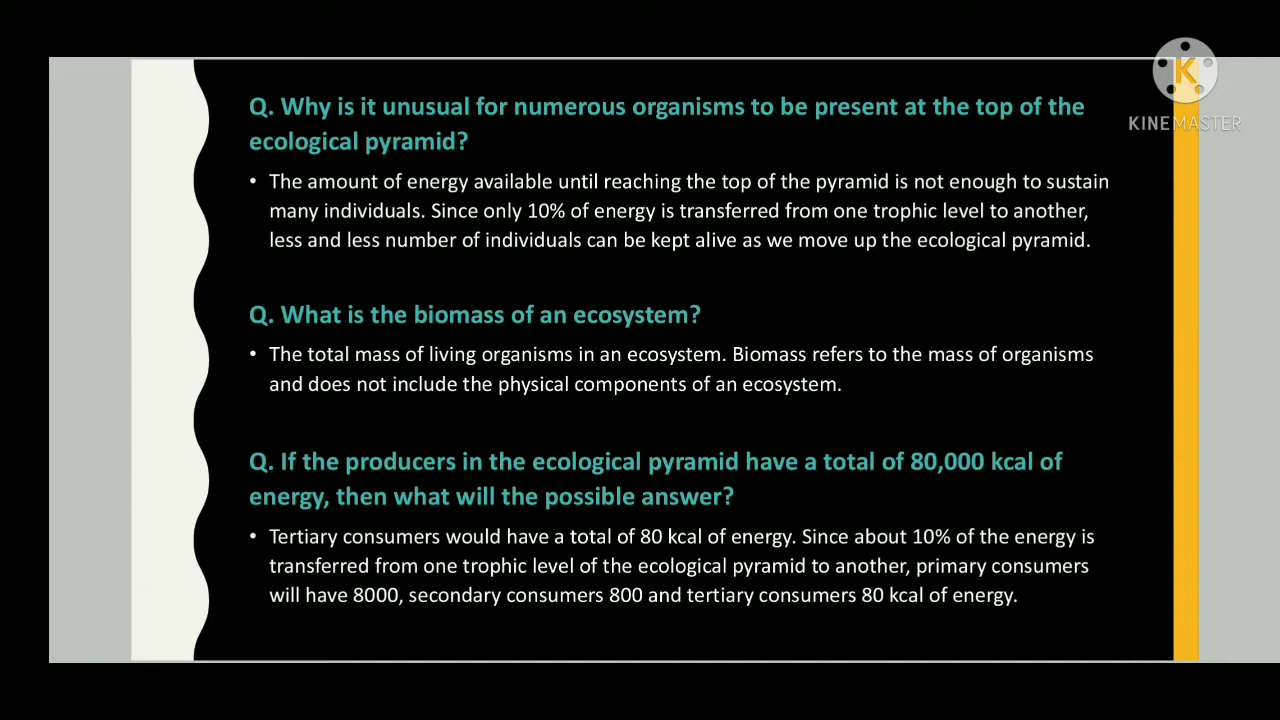 Q. Why is it unusual for numerous organisms to be present at the top of the
ecological pyramid?
• The amount of energy available until reaching the top of the pyramid is not enough to sustain
many individuals. Since only 10% of energy is transferred from one trophic level to another,
less and less number of individuals can be kept alive as we move up the ecological pyramid.
Q. What is the biomass of an ecosystem?
• The total mass of living organisms in an ecosystem. Biomass refers to the mass of organisms
and does not include the physical components of an ecosystem.
Q. If the producers in the ecological pyramid have a total of 80,000 kcal of
energy, then what will the possible answer?
• Tertiary consumers would have a total of 80 kcal of energy. Since about 10% of the energy is
transferred from one trophic level of the ecological pyramid to another, primary consumers
will have 8000, secondary consumers 800 and tertiary consumers 80 kcal of energy.
K
KINEMASTER